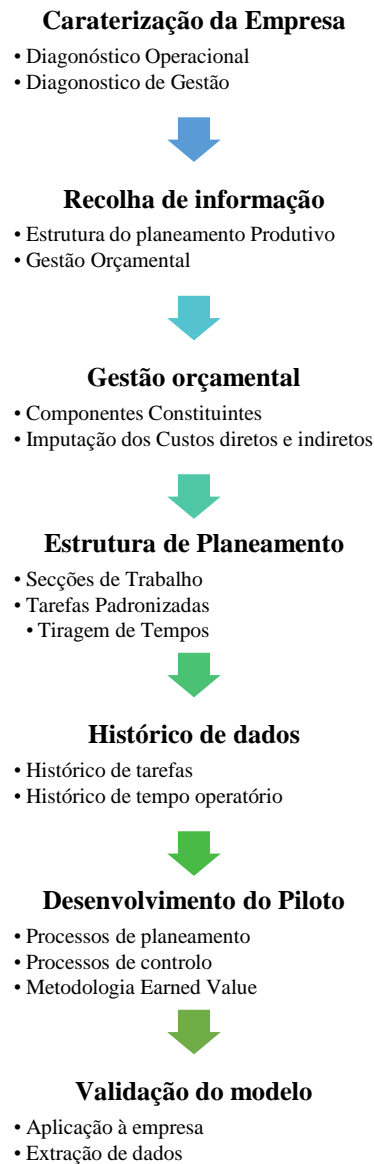 Caraterização da Empresa
• Diagonóstico Operacional
• Diagonostico de Gestão
Recolha de informação
• Estrutura do planeamento Produtivo
• Gestão Orçamental
Gestão orçamental
• Componentes Constituintes
• Imputação dos Custos diretos e indiretos
Estrutura de Planeamento
• Secções de Trabalho
• Tarefas Padronizadas
• Tiragem de Tempos
Histórico de dados
• Histórico de tarefas
• Histórico de tempo operatório
Desenvolvimento do Piloto
• Processos de planeamento
• Processos de controlo
• Metodologia Earned Value
Validação do modelo
• Aplicação à empresa
• Extração de dados